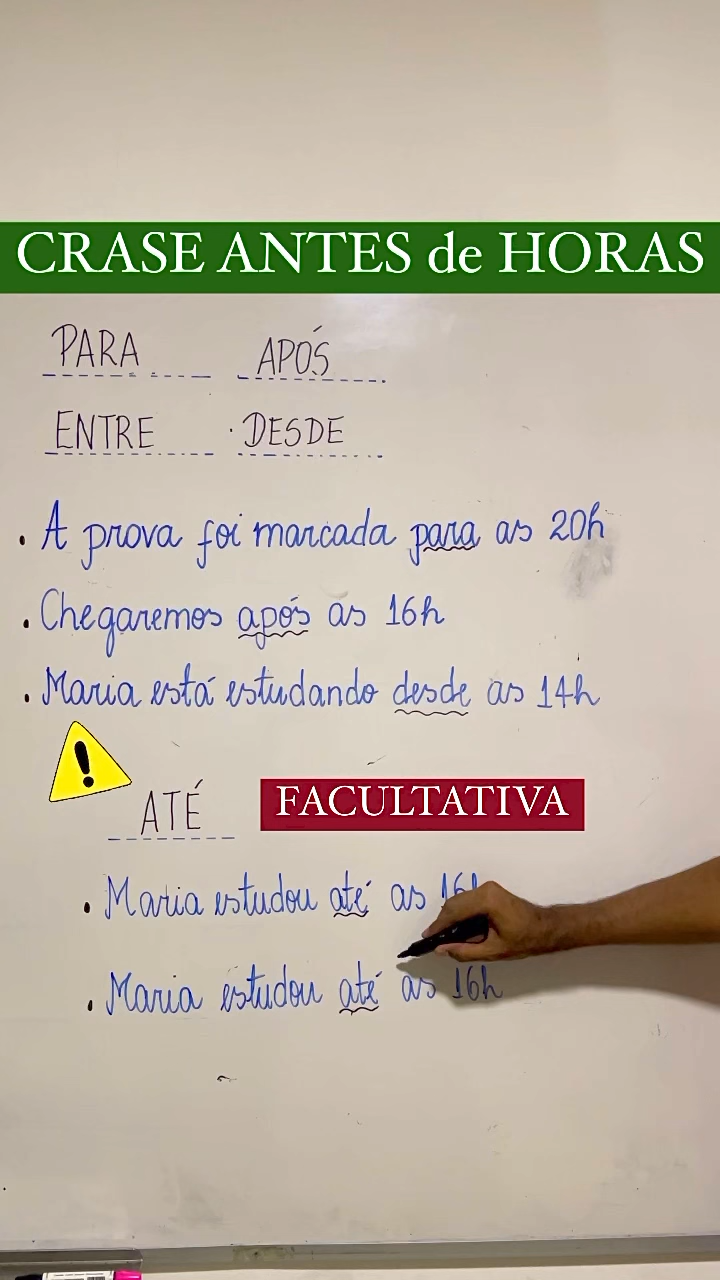 CRASE ANTES de HORAS
PARA APÓS
ENTRE DESDE
• A prova foi marcada para as 20h
• Chegaremos após as 16h
• Maria está estudando desde as 14h
ATÉ FACULTATIVA
• Maria estudou até as 16h
• Maria estudou até as 16h